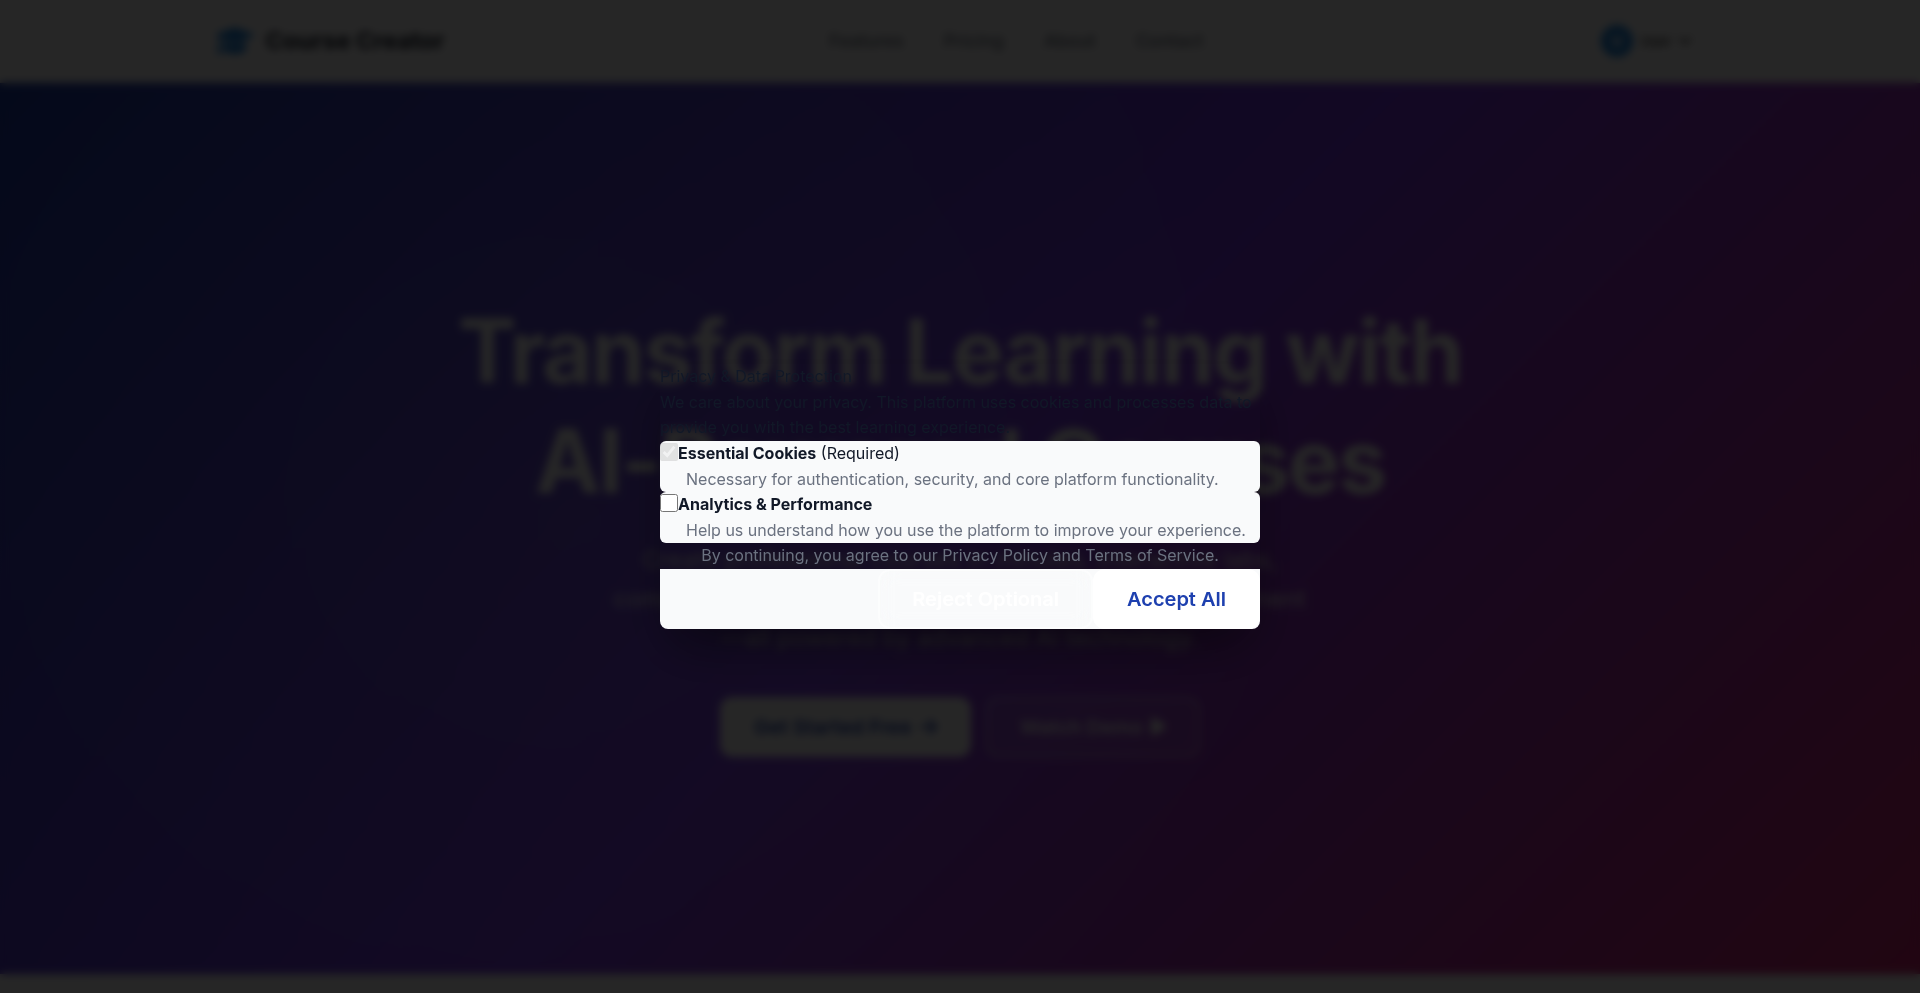 Course Creator
Features Pricing About Contact
Transform Learning with
Privacy & Data Protection
We care about your privacy. This platform uses cookies and processes data to
provide you with the best learning experience.
Essential Cookies (Required)
Necessary for authentication, security, and core platform functionality.
Analytics & Performance
Help us understand how you use the platform to improve your experience.
By continuing, you agree to our Privacy Policy and Terms of Service.
Reject Optional
Accept All
Get Started Free
Watch Demo